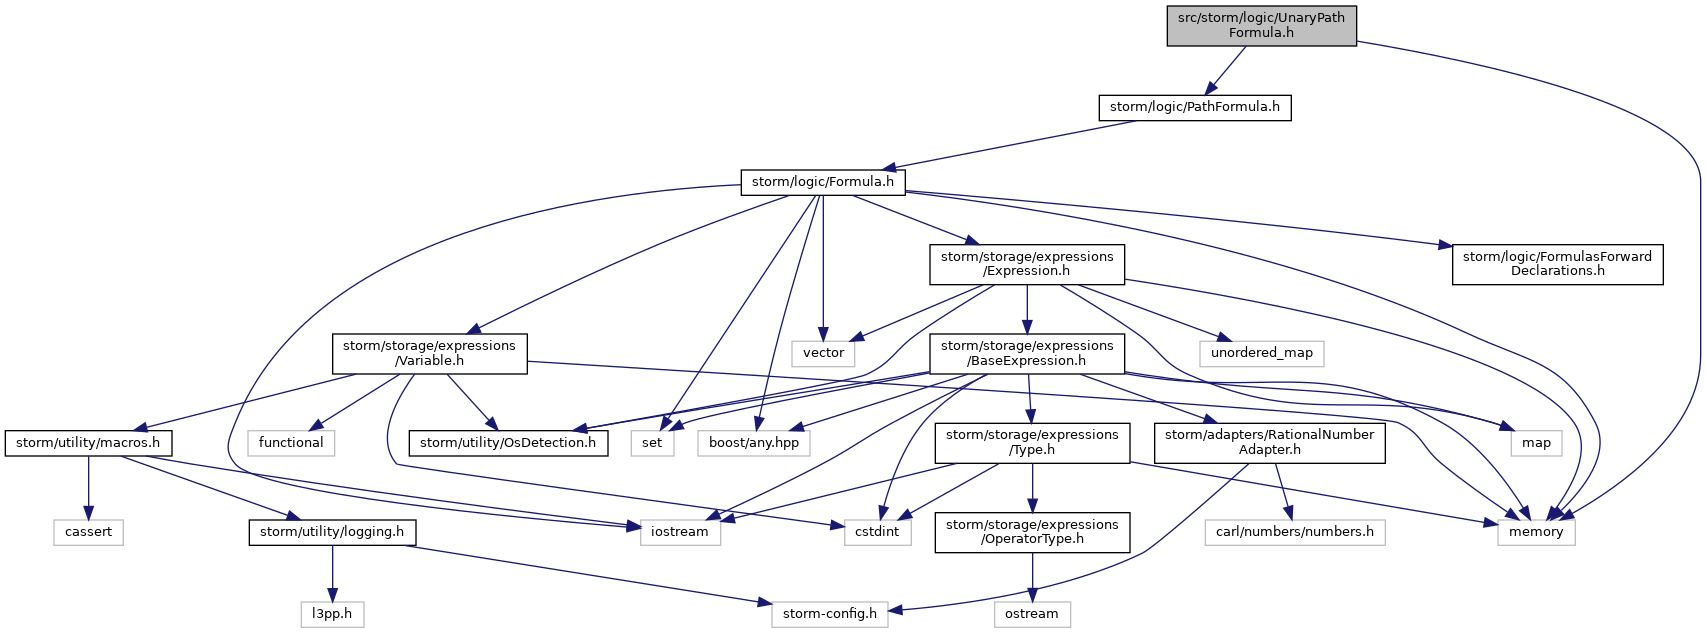 src/storm/logic/UnaryPath
Formula.h
storm/logic/PathFormula.h
storm/logic/Formula.h
storm/storage/expressions
/Expression.h
storm/logic/FormulasForward
Declarations.h
storm/storage/expressions
/Variable.h
vector
storm/storage/expressions
/BaseExpression.h
unordered_map
storm/utility/macros.h
functional
storm/utility/OsDetection.h
set
boost/any.hpp
storm/storage/expressions
/Type.h
storm/adapters/RationalNumber
Adapter.h
map
cassert
storm/utility/logging.h
iostream
cstdint
storm/storage/expressions
/OperatorType.h
carl/numbers/numbers.h
memory
l3pp.h
storm-config.h
ostream